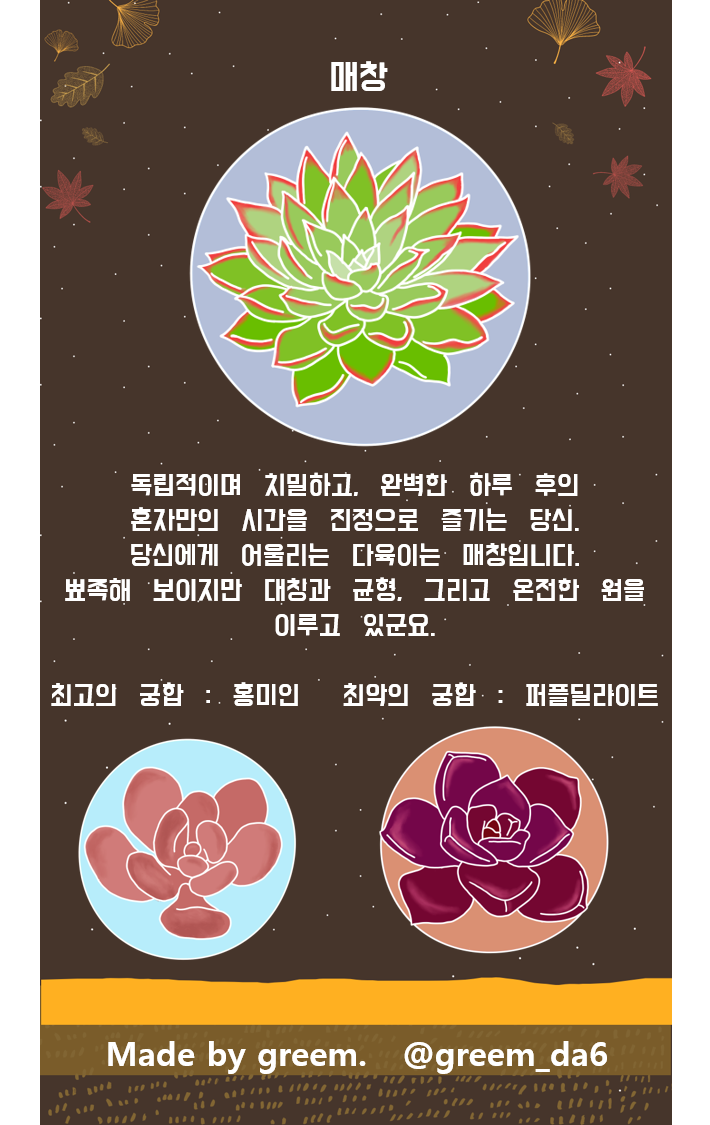 매창
독립적이며 치밀하고, 완벽한 하루 후의
혼자만의 시간을 진정으로 즐기는 당신.
당신에게 어울리는 다육이는 매창입니다.
뾰족해 보이지만 대창과 균형, 그리고 온전한 원을
이루고 있군요.
최고의 궁합 : 홍미인 최악의 궁합 : 퍼플딜라이트
Made by greem. @greem_da6